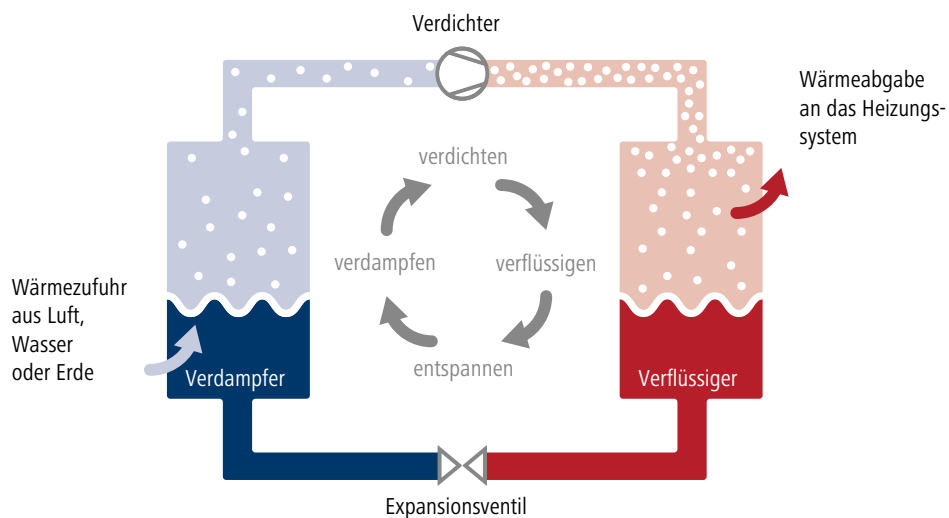 Verdichter
Wärmeabgabe
an das Heizungs-
system
verdichten
verdampfen
verflüssigen
Wärmezufuhr
aus Luft,
Wasser
oder Erde
entspannen
Verdampfer
Verflüssiger
Expansionsventil